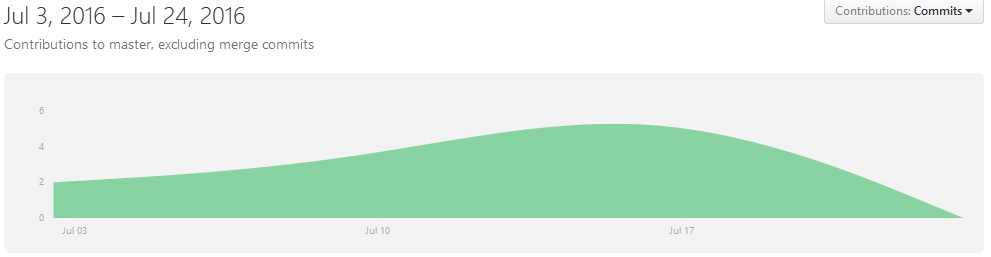 Jul 3, 2016 – Jul 24, 2016
Contributions: Commits
Contributions to master, excluding merge commits
6
4
2
0
Jul 03
Jul 10
Jul 17